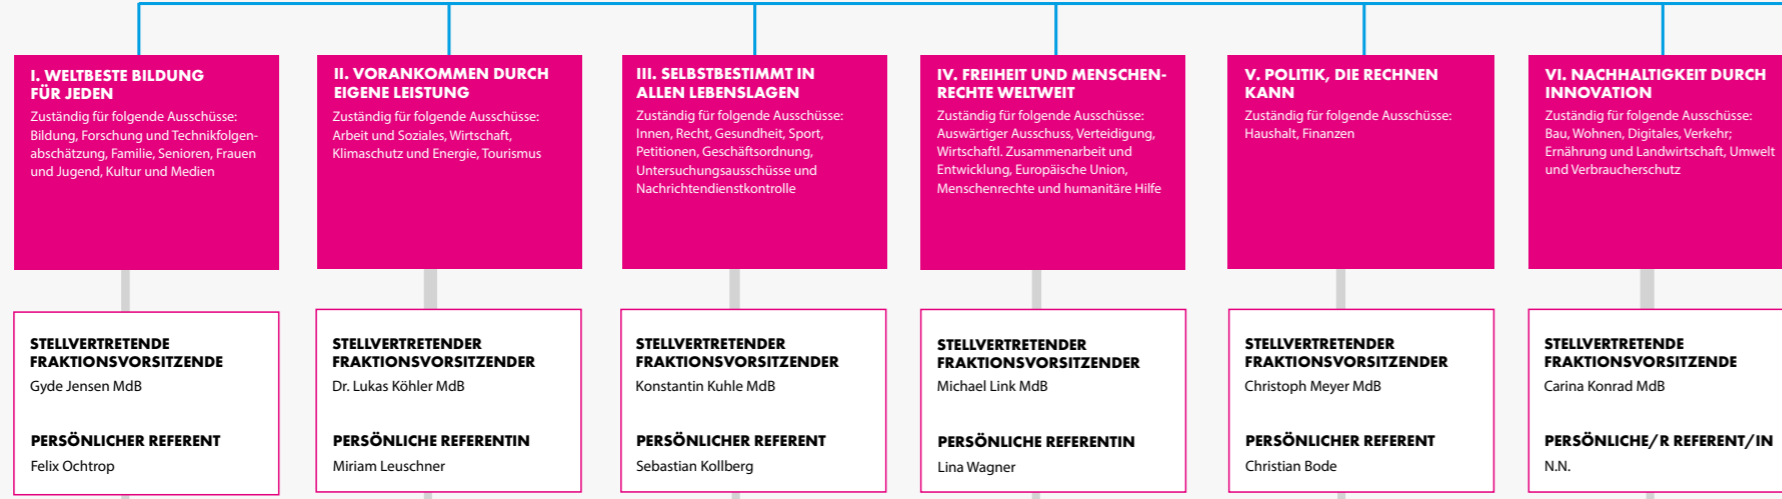 I. WELTBESTE BILDUNG
FÜR JEDEN
Zuständig für folgende Ausschüsse:
Bildung, Forschung und Technikfolgen-
abschätzung, Familie, Senioren, Frauen
und Jugend, Kultur und Medien
II. VORANKOMMEN DURCH
EIGENE LEISTUNG
Zuständig für folgende Ausschüsse:
Arbeit und Soziales, Wirtschaft,
Klimaschutz und Energie, Tourismus
III. SELBSTBESTIMMT IN
ALLEN LEBENSLAGEN
Zuständig für folgende Ausschüsse:
Innen, Recht, Gesundheit, Sport,
Petitionen, Geschäftsordnung,
Untersuchungsausschüsse und
Nachrichtendienstkontrolle
IV. FREIHEIT UND MENSCHEN-
RECHTE WELTWEIT
Zuständig für folgende Ausschüsse:
Auswärtiger Ausschuss, Verteidigung,
Wirtschaftl. Zusammenarbeit und
Entwicklung, Europäische Union,
Menschenrechte und humanitäre Hilfe
V. POLITIK, DIE RECHNEN
KANN
Zuständig für folgende Ausschüsse:
Haushalt, Finanzen
VI. NACHHALTIGKEIT DURCH
INNOVATION
Zuständig für folgende Ausschüsse:
Bau, Wohnen, Digitales, Verkehr;
Ernährung und Landwirtschaft, Umwelt
und Verbraucherschutz
STELLVERTRETENDE
FRAKTIONSVORSITZENDE
Gyde Jensen MdB
PERSÖNLICHER REFERENT
Felix Ochtrop
STELLVERTRETENDER
FRAKTIONSVORSITZENDER
Dr. Lukas Köhler MdB
PERSÖNLICHE REFERENTIN
Miriam Leuschner
STELLVERTRETENDER
FRAKTIONSVORSITZENDER
Konstantin Kuhle MdB
PERSÖNLICHER REFERENT
Sebastian Kollberg
STELLVERTRETENDER
FRAKTIONSVORSITZENDER
Michael Link MdB
PERSÖNLICHE REFERENTIN
Lina Wagner
STELLVERTRETENDER
FRAKTIONSVORSITZENDER
Christoph Meyer MdB
PERSÖNLICHER REFERENT
Christian Bode
STELLVERTRETENDE
FRAKTIONSVORSITZENDE
Carina Konrad MdB
PERSÖNLICHE/R REFERENT/IN
N.N.